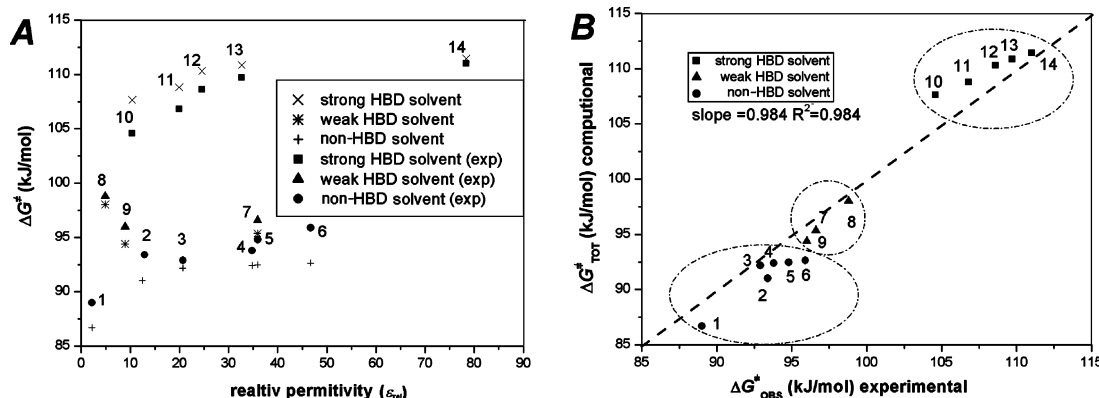 A
115
110
105
100
95
90
85
ΔG≠ (kJ/mol)
0 10 20 30 40 50 60 70 80 90
realtiv permitivity (εrel)
1
2
3
4
5
6
7
8
9
10
11
12
13
14
strong HBD solvent
weak HBD solvent
non-HBD solvent
strong HBD solvent (exp)
weak HBD solvent (exp)
non-HBD solvent (exp)
B
115
110
105
100
95
90
85
ΔG≠TOT (kJ/mol) computional
85 90 95 100 105 110 115
ΔG≠OBS (kJ/mol) experimental
strong HBD solvent
weak HBD solvent
non-HBD solvent
slope =0.984 R2=0.984
10
11
12
13
14
7
8
9
3
4
2
5
6
1